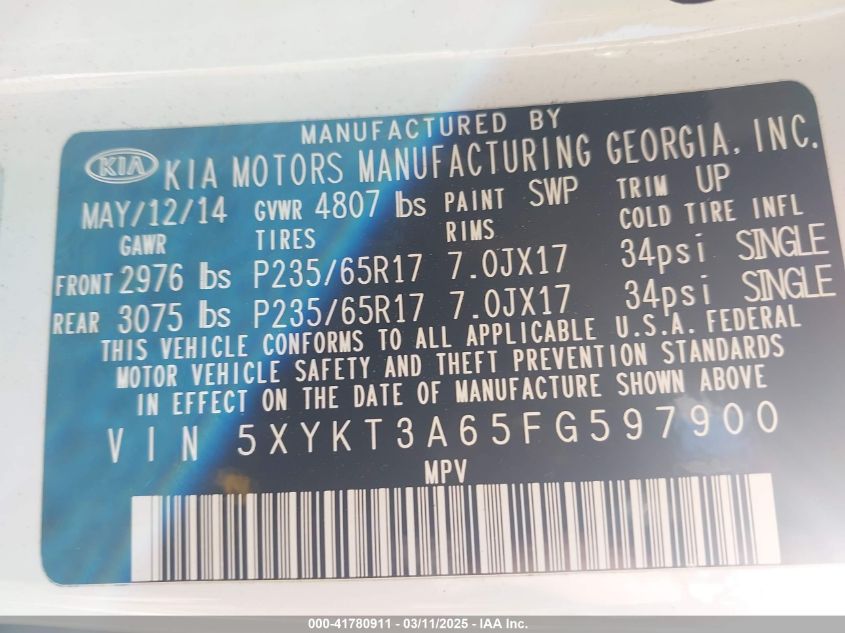 MANUFACTURED BY
KIA KIA MOTORS MANUFACTURING GEORGIA, INC.
MAY/12/14 GVWR 4807 lbs PAINT SWP TRIM UP
GAWR TIRES RIMS COLD TIRE INFL
FRONT 2976 lbs P235/65R17 7.0JX17 34psi SINGLE
REAR 3075 lbs P235/65R17 7.0JX17 34psi SINGLE
THIS VEHICLE CONFORMS TO ALL APPLICABLE U.S.A. FEDERAL
MOTOR VEHICLE SAFETY AND THEFT PREVENTION STANDARDS
IN EFFECT ON THE DATE OF MANUFACTURE SHOWN ABOVE
VIN 5XYKT3A65FG597900
MPV
000-41780911 - 03/11/2025 - IAA Inc.